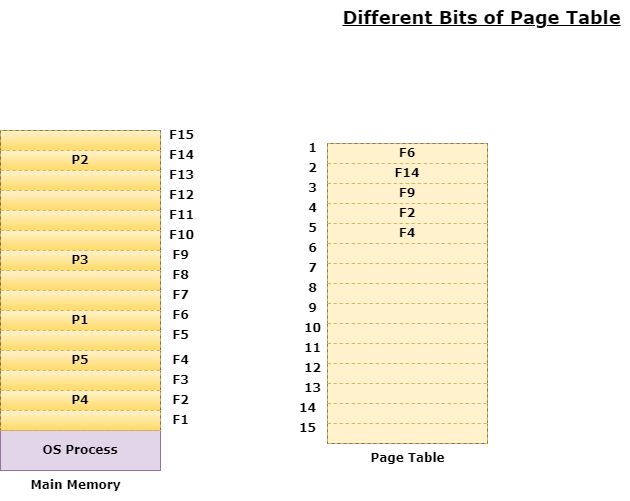 Different Bits of Page Table
F15
P2 F14
F13
F12
F11
F10
P3 F9
F8
F7
P1 F6
F5
P5 F4
F3
P4 F2
F1
OS Process
Main Memory
1 F6
2 F14
3 F9
4 F2
5 F4
6
7
8
9
10
11
12
13
14
15
Page Table